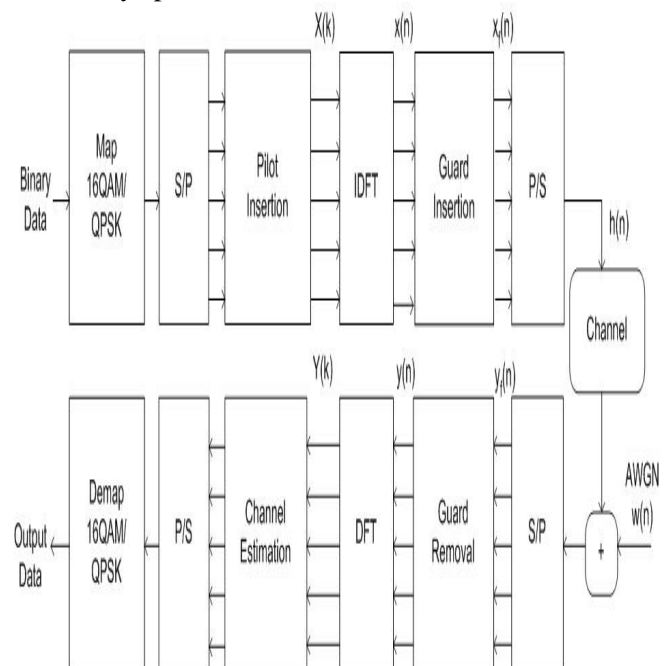 X(k)
x(n)
x_f(n)
Binary
Data
Map
16QAM/
QPSK
S/P
Pilot
Insertion
IDFT
Guard
Insertion
P/S
h(n)
Channel
Y(k)
y(n)
y_f(n)
AWGN
w(n)
+
Output
Data
Demap
16QAM/
QPSK
P/S
Channel
Estimation
DFT
Guard
Removal
S/P